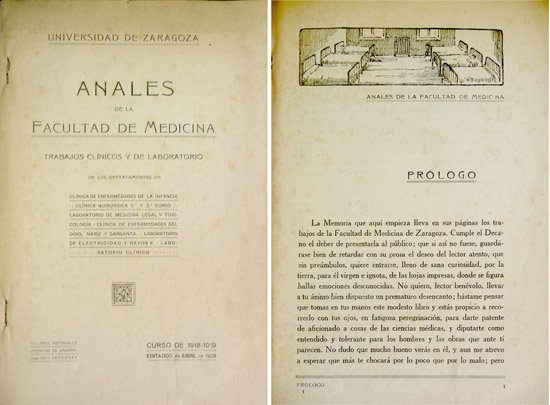 UNIVERSIDAD DE ZARAGOZA
ANALES
DE LA
FACULTAD DE MEDICINA
TRABAJOS CLÍNICOS Y DE LABORATORIO
DE LOS DEPARTAMENTOS DE
CLÍNICA DE ENFERMEDADES DE LA INFANCIA
CLÍNICA QUIRÚRGICA 2.º Y 3.º CURSO
LABORATORIO DE MEDICINA LEGAL Y TOXI-
COLOGÍA - CLÍNICA DE ENFERMEDADES DEL
OÍDO, NARIZ Y GARGANTA - LABORATORIO
DE ELECTRICIDAD Y RAYOS X. - LABO-
RATORIO CLÍNICO
TALLERES EDITORIALES
ZARAGOZA
CURSO DE 1918-1919
EDITADOS EN ABRIL DE 1920
ANALES DE LA FACULTAD DE MEDICINA
PRÓLOGO
La Memoria que aquí empieza lleva en sus páginas los tra-
bajos de la Facultad de Medicina de Zaragoza. Cumple el Deca-
no el deber de presentarla al público; que si así no fuese, guardá-
rase bien de retardar con su prosa el deseo del lector atento, que
sin preámbulos, quiere entrarse, lleno de sana curiosidad, por la
tierra, para él virgen e ignota, de las hojas impresas, donde se figura
hallar emociones desconocidas. No quiero, lector benévolo, llevar
a tu ánimo bien dispuesto un prematuro desencanto; bástame pensar
que tomas en tus manos este modesto libro y estás propicio a reco-
rrerlo con tus ojos, en fatigosa peregrinación, para darte patente
de aficionado a cosas de las ciencias médicas, y diputarte como
entendido y tolerante para los hombres y las obras que ante ti
parecen. No dudo que mucho bueno verás en él, y aun me atrevo
a esperar que más te chocará por lo poco que por lo malo; pero
PRÓLOGO
1
1